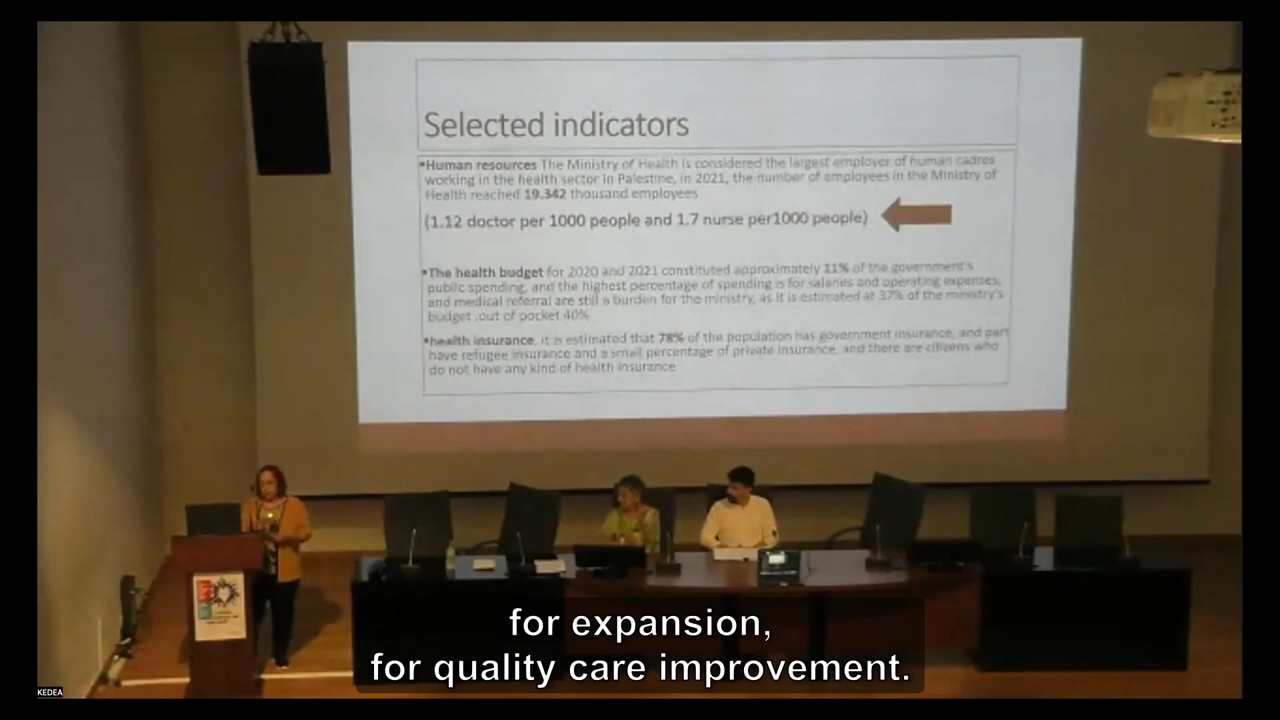 Selected indicators
▪Human resources The Ministry of Health is considered the largest employer of human cadres
working in the health sector in Palestine, in 2021, the number of employees in the Ministry of
Health reached 19.342 thousand employees
(1.12 doctor per 1000 people and 1.7 nurse per1000 people)
▪The health budget for 2020 and 2021 constituted approximately 11% of the government's
public spending, and the highest percentage of spending is for salaries and operating expenses,
and medical referral are still a burden for the ministry, as it is estimated at 37% of the ministry's
budget .out of pocket 40%
▪health insurance, it is estimated that 78% of the population has government insurance, and part
have refugee insurance and a small percentage of private insurance, and there are citizens who
do not have any kind of health insurance
for expansion,
for quality care improvement.
KEDEA